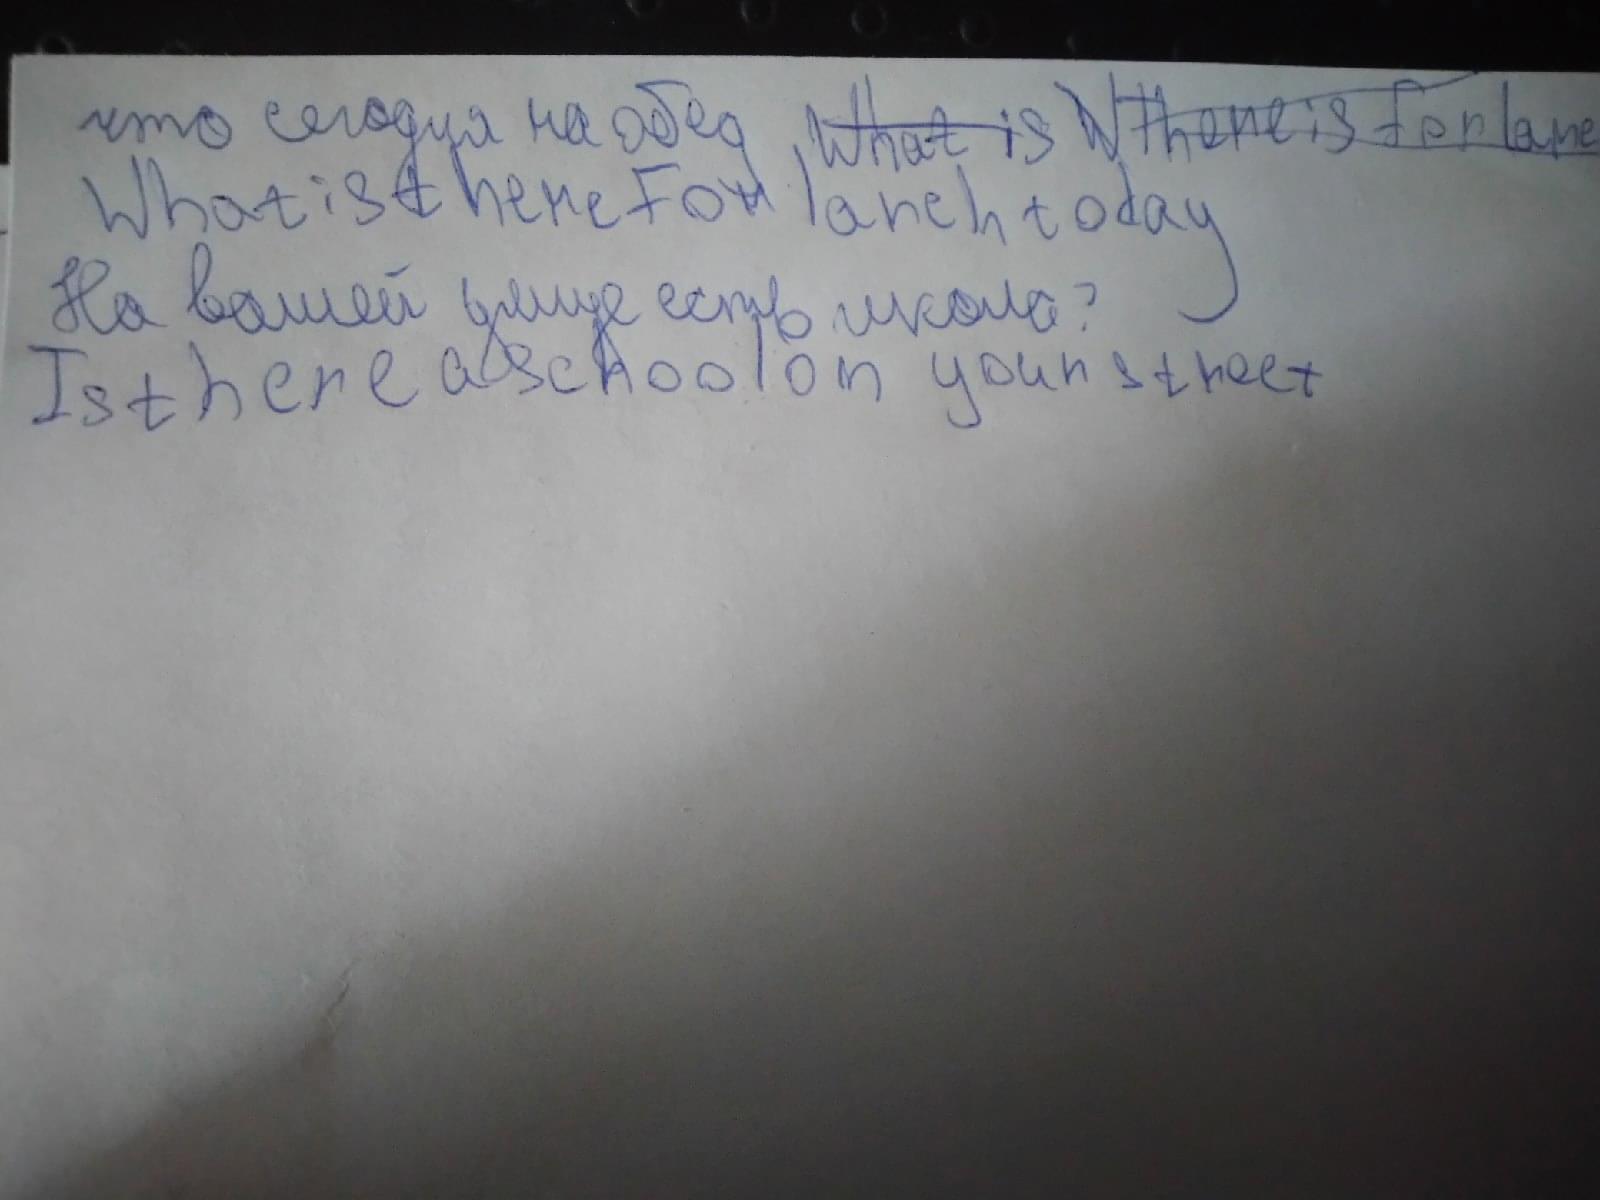 что сегодня на обед What is there is for lane
What is there For lanch today
На вашей улице есть школа?
Is there a school on your street